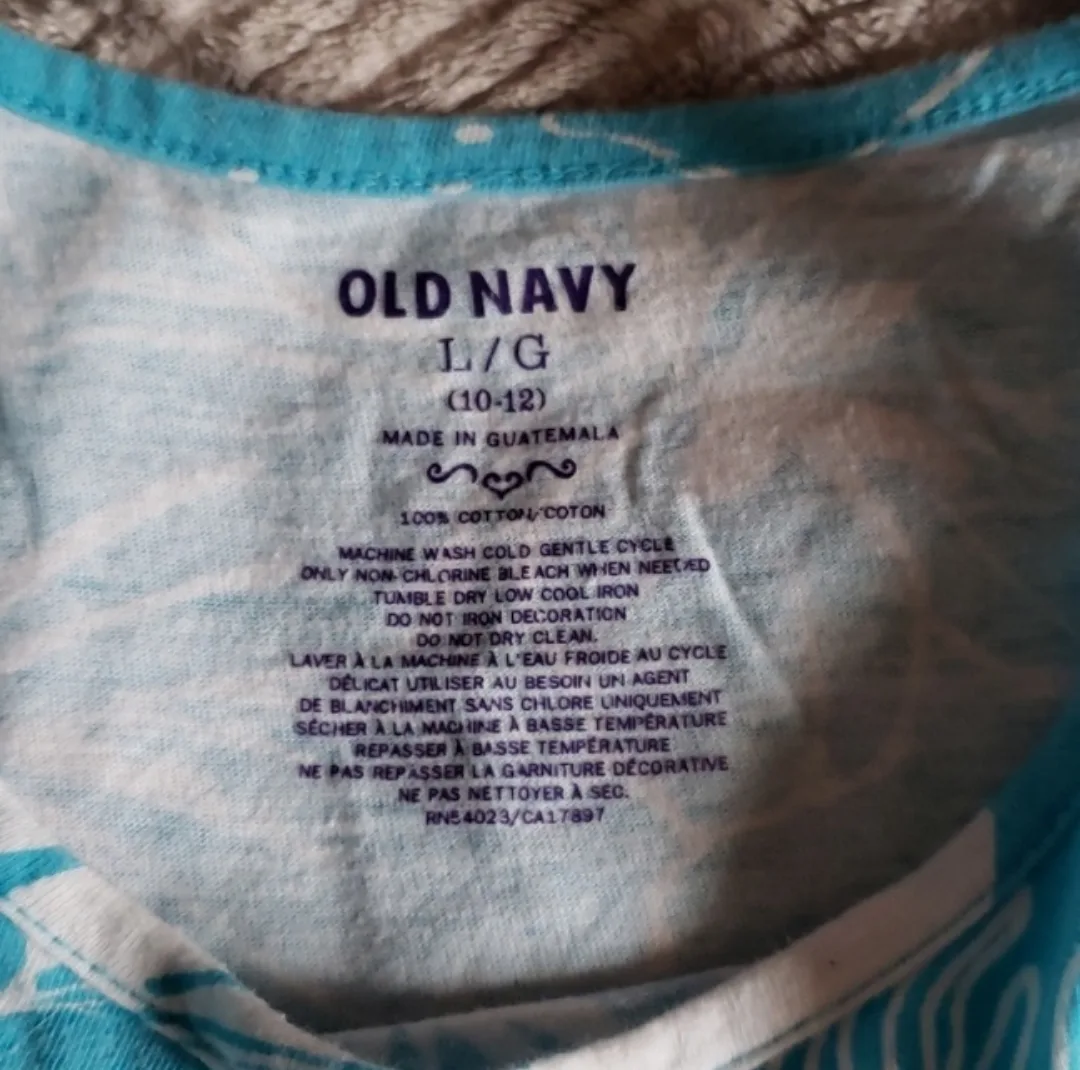 OLD NAVY
L/G
(10-12)
MADE IN GUATEMALA
100% COTTON/COTON
MACHINE WASH COLD GENTLE CYCLE
ONLY NON-CHLORINE BLEACH WHEN NEEDED
TUMBLE DRY LOW COOL IRON
DO NOT IRON DECORATION
DO NOT DRY CLEAN.
LAVER À LA MACHINE À L'EAU FROIDE AU CYCLE
DÉLICAT UTILISER AU BESOIN UN AGENT
DE BLANCHIMENT SANS CHLORE UNIQUEMENT
SÉCHER À LA MACHINE À BASSE TEMPÉRATURE
REPASSER À BASSE TEMPÉRATURE
NE PAS REPASSER LA GARNITURE DÉCORATIVE
NE PAS NETTOYER À SEC.
RN54023/CA17897